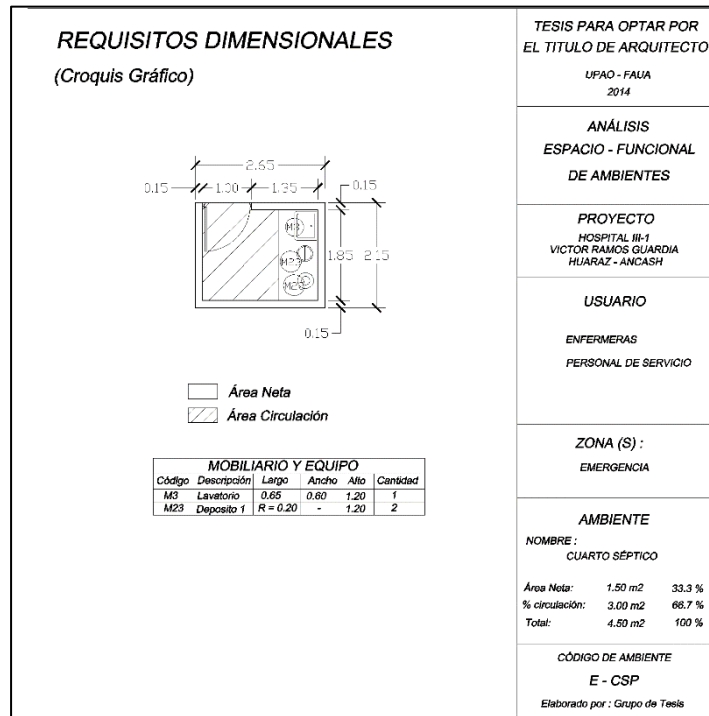 REQUISITOS DIMENSIONALES
(Croquis Gráfico)
2.65
0.15
1.00
1.35
0.15
M3
M23
M23
1.85
2.15
0.15
Área Neta
Área Circulación
MOBILIARIO Y EQUIPO
Código Descripción Largo Ancho Alto Cantidad
M3 Lavatorio 0.65 0.60 1.20 1
M23 Deposito 1 R = 0.20 - 1.20 2
TESIS PARA OPTAR POR
EL TITULO DE ARQUITECTO
UPAO - FAUA
2014
ANÁLISIS
ESPACIO - FUNCIONAL
DE AMBIENTES
PROYECTO
HOSPITAL III-1
VICTOR RAMOS GUARDIA
HUARAZ - ANCASH
USUARIO
ENFERMERAS
PERSONAL DE SERVICIO
ZONA (S) :
EMERGENCIA
AMBIENTE
NOMBRE :
CUARTO SÉPTICO
Área Neta: 1.50 m2 33.3 %
% circulación: 3.00 m2 66.7 %
Total: 4.50 m2 100 %
CÓDIGO DE AMBIENTE
E - CSP
Elaborado por : Grupo de Tesis